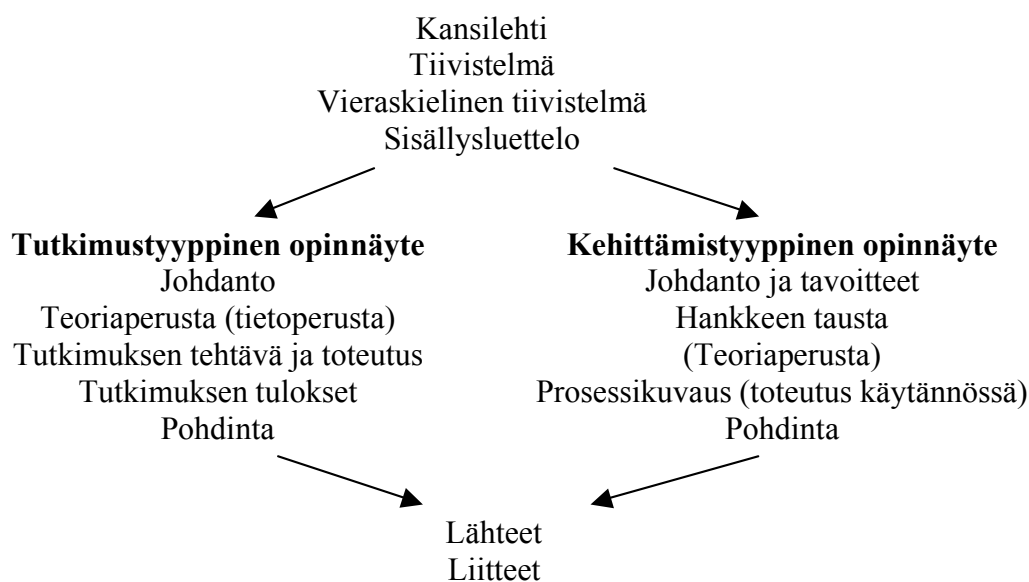 Kansilehti
Tiivistelmä
Vieraskielinen tiivistelmä
Sisällysluettelo
Tutkimustyyppinen opinnäyte
Johdanto
Teoriaperusta (tietoperusta)
Tutkimuksen tehtävä ja toteutus
Tutkimuksen tulokset
Pohdinta
Kehittämistyyppinen opinnäyte
Johdanto ja tavoitteet
Hankkeen tausta
(Teoriaperusta)
Prosessikuvaus (toteutus käytännössä)
Pohdinta
Lähteet
Liitteet